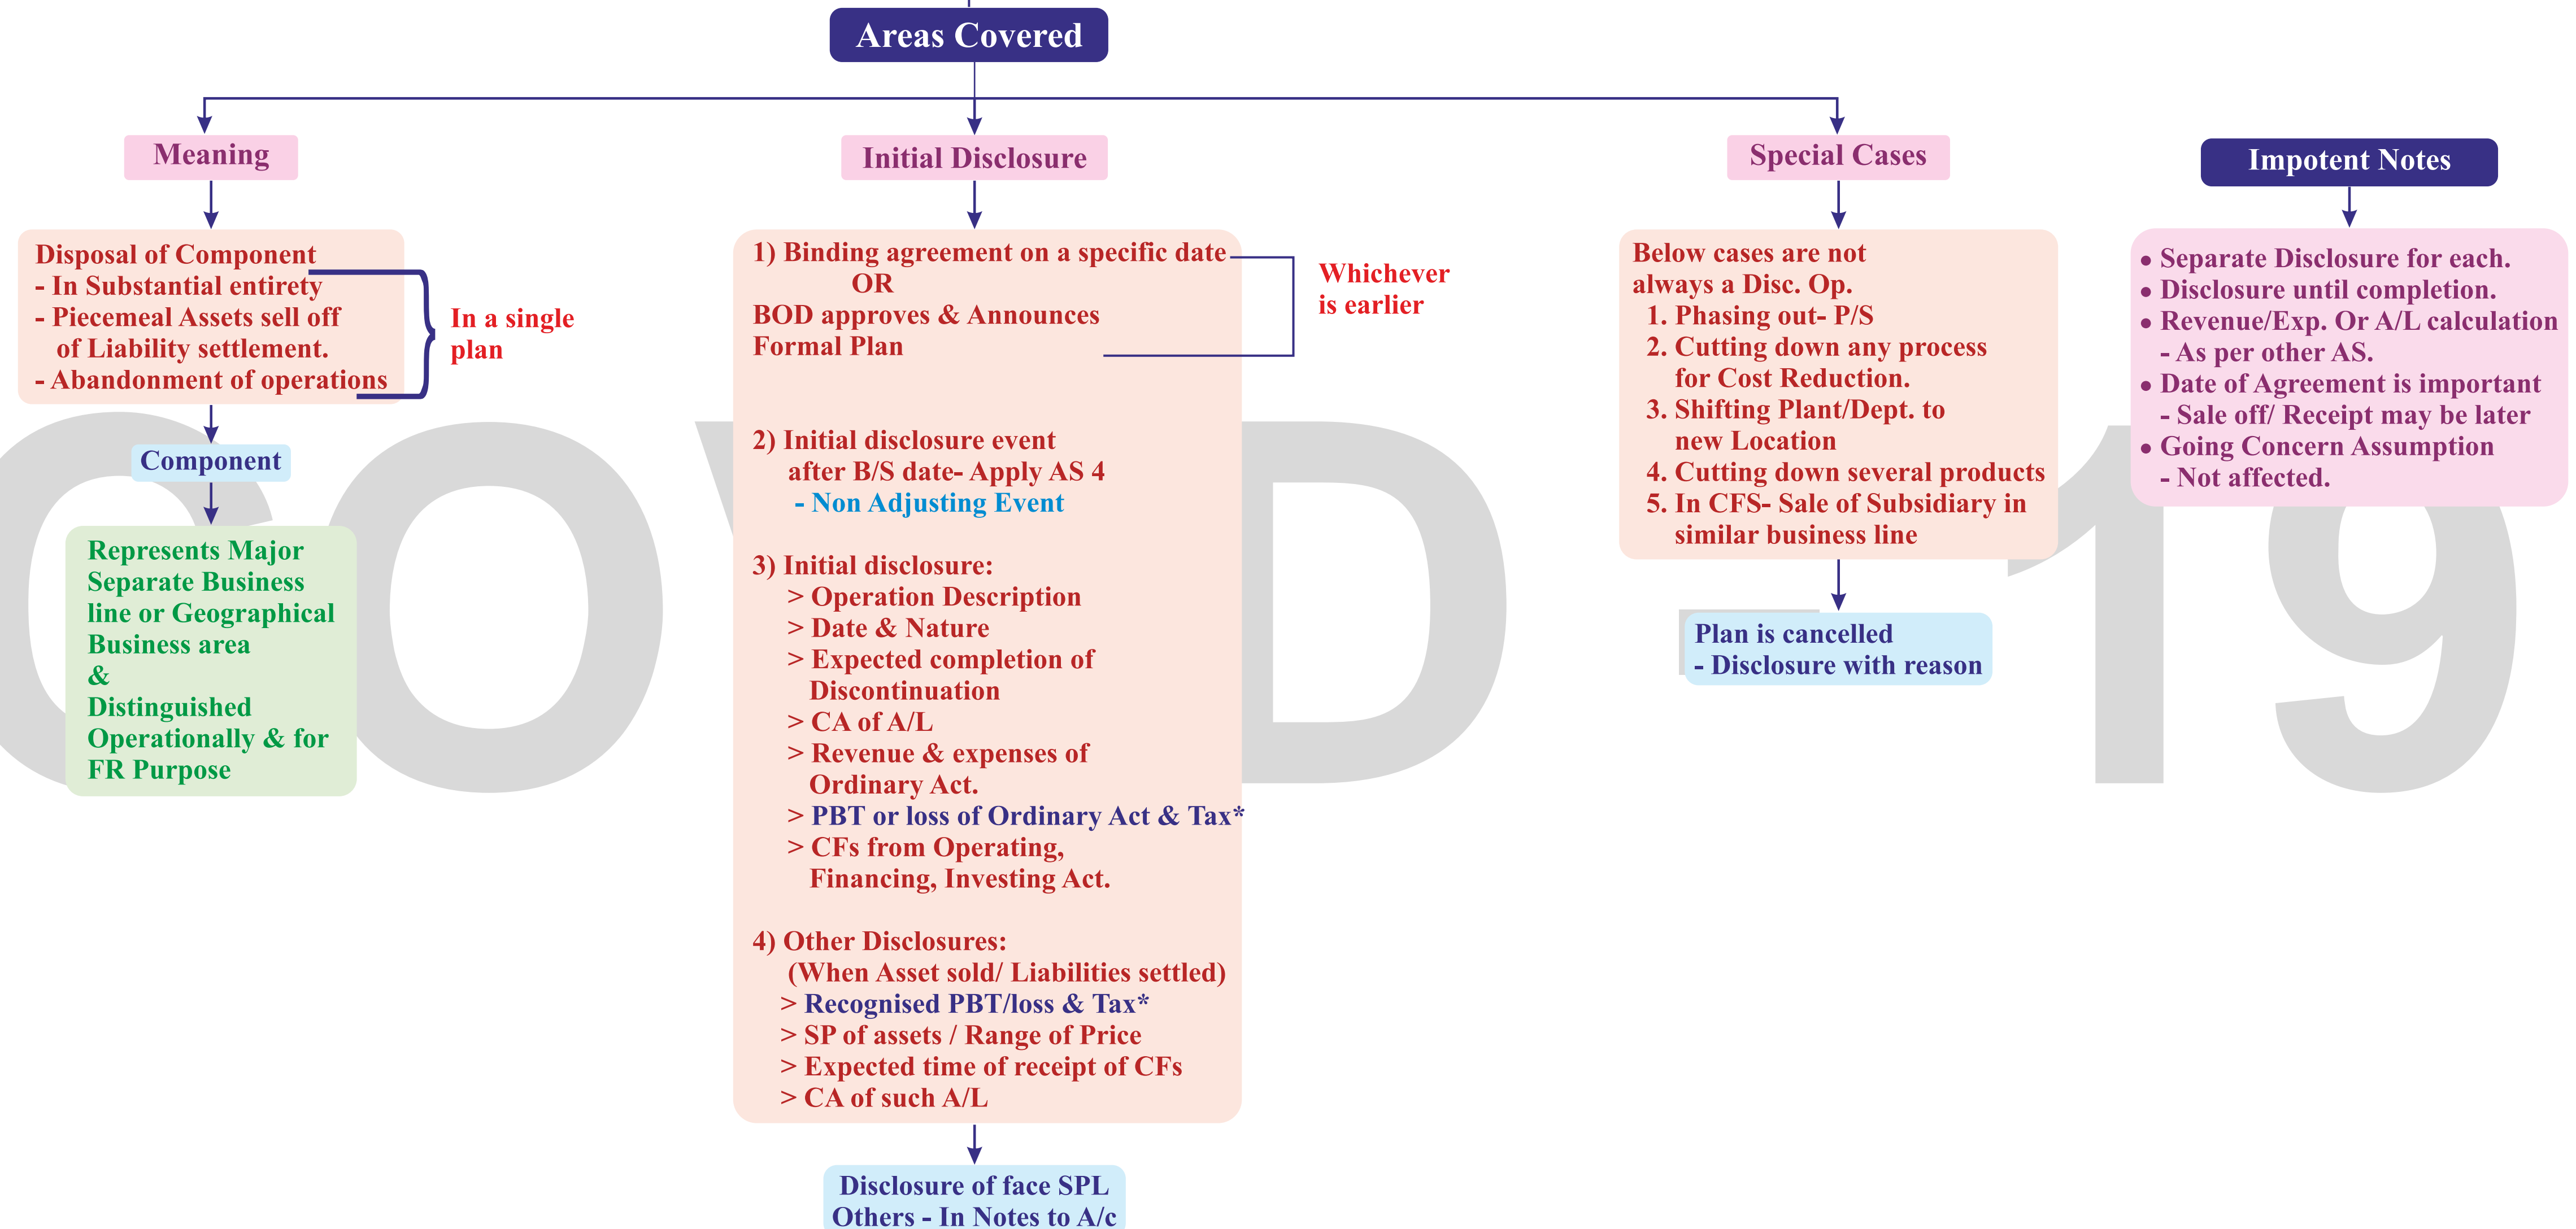 Areas Covered
Meaning
Disposal of Component
- In Substantial entirety
- Piecemeal Assets sell off
of Liability settlement.
- Abandonment of operations
In a single
plan
Component
Represents Major
Separate Business
line or Geographical
Business area
&
Distinguished
Operationally & for
FR Purpose
Initial Disclosure
1) Binding agreement on a specific date
OR
BOD approves & Announces
Formal Plan
Whichever
is earlier
2) Initial disclosure event
after B/S date- Apply AS 4
- Non Adjusting Event
3) Initial disclosure:
> Operation Description
> Date & Nature
> Expected completion of
Discontinuation
> CA of A/L
> Revenue & expenses of
Ordinary Act.
> PBT or loss of Ordinary Act & Tax*
> CFs from Operating,
Financing, Investing Act.
4) Other Disclosures:
(When Asset sold/ Liabilities settled)
> Recognised PBT/loss & Tax*
> SP of assets / Range of Price
> Expected time of receipt of CFs
> CA of such A/L
Disclosure of face SPL
Others - In Notes to A/c
Special Cases
Below cases are not
always a Disc. Op.
1. Phasing out- P/S
2. Cutting down any process
for Cost Reduction.
3. Shifting Plant/Dept. to
new Location
4. Cutting down several products
5. In CFS- Sale of Subsidiary in
similar business line
Plan is cancelled
- Disclosure with reason
Impotent Notes
• Separate Disclosure for each.
• Disclosure until completion.
• Revenue/Exp. Or A/L calculation
- As per other AS.
• Date of Agreement is important
- Sale off/ Receipt may be later
• Going Concern Assumption
- Not affected.
COVID-19